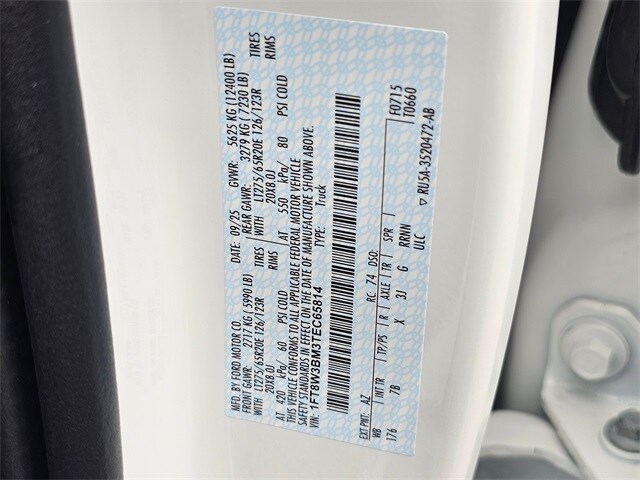 MFD. BY FORD MOTOR CO.
DATE: 09/25 GVWR: 5625 KG (12400 LB)
FRONT GAWR: 2717 KG (5990 LB) REAR GAWR: 3279 KG (7230 LB)
WITH LT275/65R20E 126/123R TIRES WITH LT275/65R20E 126/123R TIRES
20X8.0J RIMS 20X8.0J RIMS
AT 420 kPa/ 60 PSI COLD AT 550 kPa/ 80 PSI COLD
THIS VEHICLE CONFORMS TO ALL APPLICABLE FEDERAL MOTOR VEHICLE
SAFETY STANDARDS IN EFFECT ON THE DATE OF MANUFACTURE SHOWN ABOVE.
VIN: 1FT8W3BM3TEC65814 TYPE: Truck
F0715
T0660
EXT PNT: AZ RC: 74 DSO:
WB INT TR TP/PS R AXLE TR SPR
176 7B X 3J G RRNN
ULC
▽ RU5A-3520472-AB